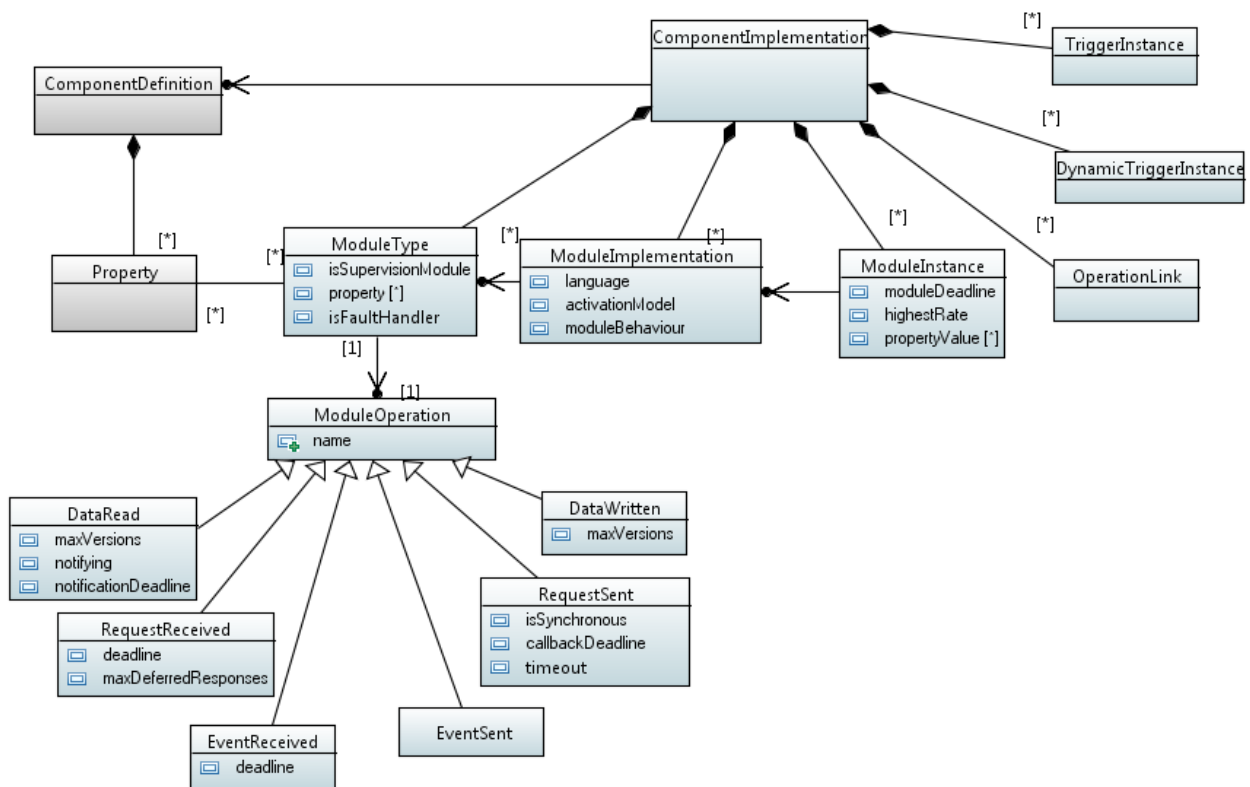 [*]
ComponentImplementation
TriggerInstance
ComponentDefinition
[*]
DynamicTriggerInstance
[*]
[*]
[*]
[*]
[*]
[*]
ModuleType
ModuleImplementation
ModuleInstance
Property
isSupervisionModule
language
moduleDeadline
OperationLink
property [*]
activationModel
highestRate
[*]
isFaultHandler
moduleBehaviour
propertyValue [*]
[1]
[1]
ModuleOperation
name
DataRead
DataWritten
maxVersions
maxVersions
notifying
notificationDeadline
RequestSent
isSynchronous
RequestReceived
callbackDeadline
deadline
timeout
maxDeferredResponses
EventReceived
EventSent
deadline